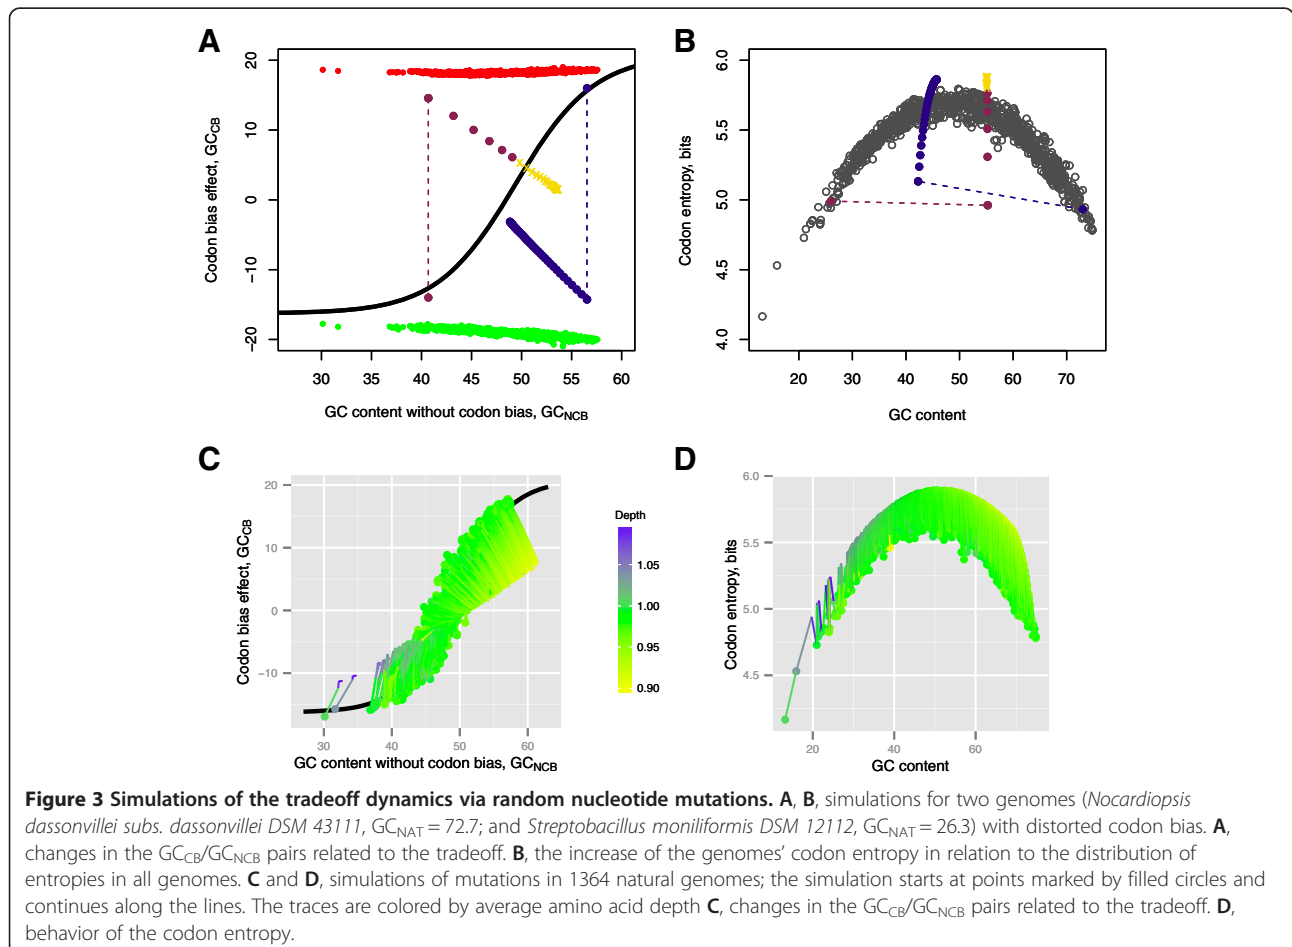 A
B
20
10
0
−10
−20
Codon bias effect, GCCB
30 35 40 45 50 55 60
GC content without codon bias, GCNCB
6.0
5.5
5.0
4.5
4.0
Codon entropy, bits
20 30 40 50 60 70
GC content
C
D
20
10
0
−10
Codon bias effect, GCCB
30 40 50 60
GC content without codon bias, GCNCB
Depth
1.05
1.00
0.95
0.90
6.0
5.5
5.0
4.5
Codon entropy, bits
20 40 60
GC content
Figure 3 Simulations of the tradeoff dynamics via random nucleotide mutations. A, B, simulations for two genomes (Nocardiopsis
dassonvillei subs. dassonvillei DSM 43111, GCNAT = 72.7; and Streptobacillus moniliformis DSM 12112, GCNAT = 26.3) with distorted codon bias. A,
changes in the GCCB/GCNCB pairs related to the tradeoff. B, the increase of the genomes' codon entropy in relation to the distribution of
entropies in all genomes. C and D, simulations of mutations in 1364 natural genomes; the simulation starts at points marked by filled circles and
continues along the lines. The traces are colored by average amino acid depth C, changes in the GCCB/GCNCB pairs related to the tradeoff. D,
behavior of the codon entropy.